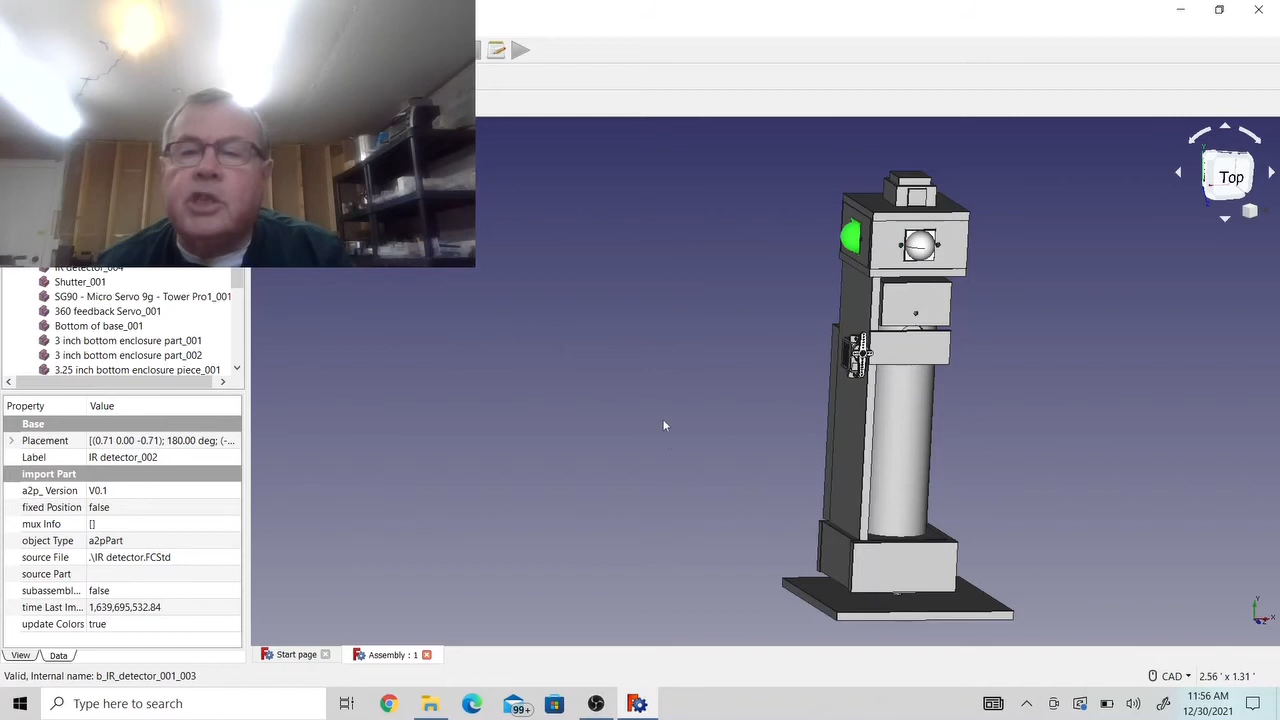 Top
IR detector_004
Shutter_001
SG90 - Micro Servo 9g - Tower Pro1_001
360 feedback Servo_001
Bottom of base_001
3 inch bottom enclosure part_001
3 inch bottom enclosure part_002
3.25 inch bottom enclosure piece_001
Property Value
Base
Placement [(0.71 0.00 -0.71); 180.00 deg; (-...
Label IR detector_002
import Part
a2p_ Version V0.1
fixed Position false
mux Info []
object Type a2pPart
source File .\IR detector.FCStd
source Part
subassembl... false
time Last Im... 1,639,695,532.84
update Colors true
Y
X
View Data
Start page
Assembly : 1
Valid, Internal name: b_IR_detector_001_003
CAD
2.56 ' x 1.31 '
Type here to search
99+
11:56 AM
12/30/2021